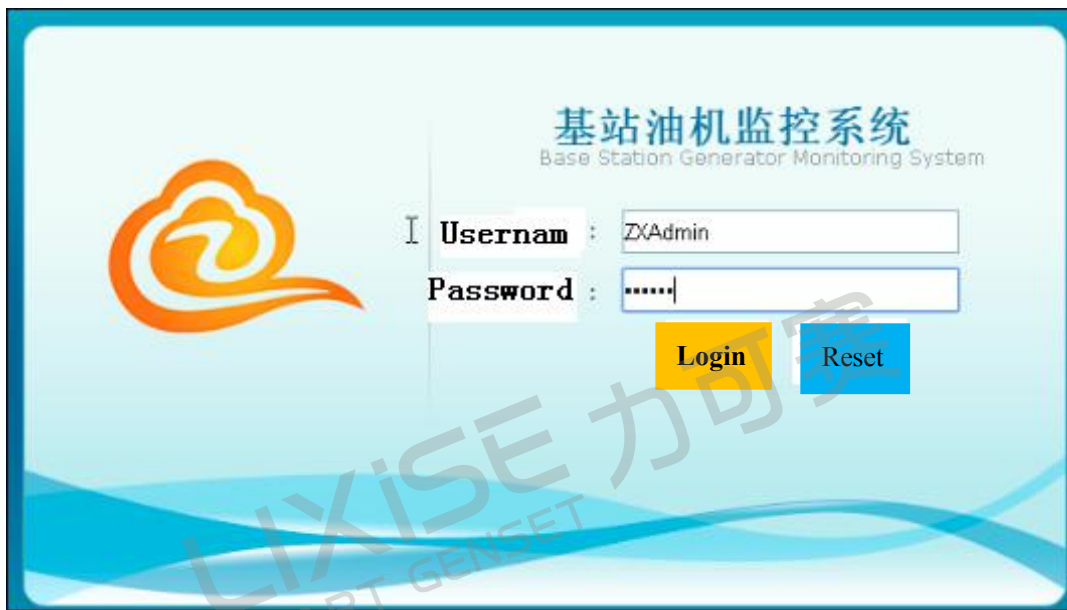 基站油机监控系统
Base Station Generator Monitoring System
Usernam : ZXAdmin
Password : ••••••
Login Reset
LIXiSE 力可赛
RT GENSET